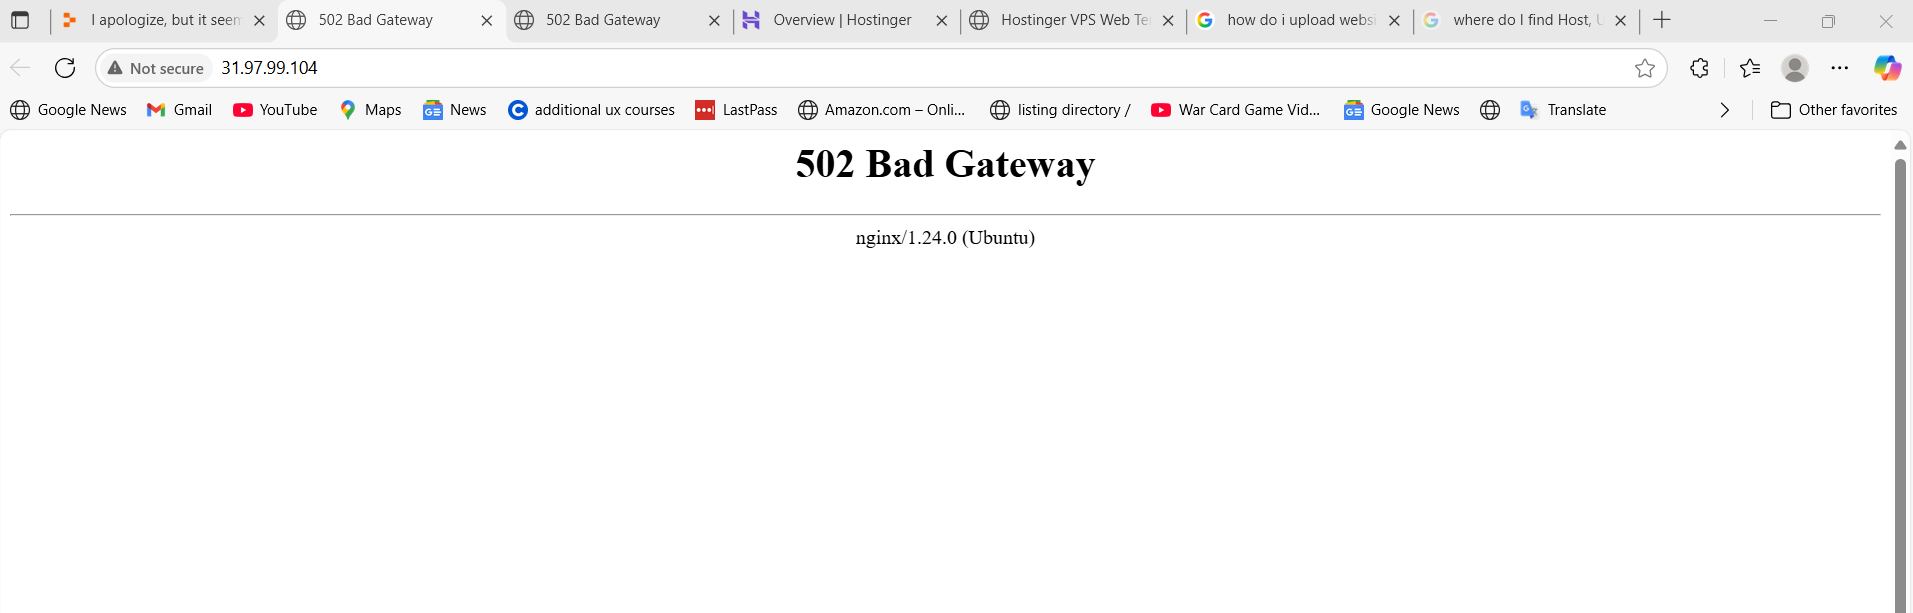 I apologize, but it seem
502 Bad Gateway
502 Bad Gateway
Overview | Hostinger
Hostinger VPS Web Te
how do i upload websi
where do I find Host, U
Not secure
31.97.99.104
Google News
Gmail
YouTube
Maps
News
additional ux courses
LastPass
Amazon.com – Onli...
listing directory /
War Card Game Vid...
Google News
Translate
Other favorites
502 Bad Gateway
nginx/1.24.0 (Ubuntu)